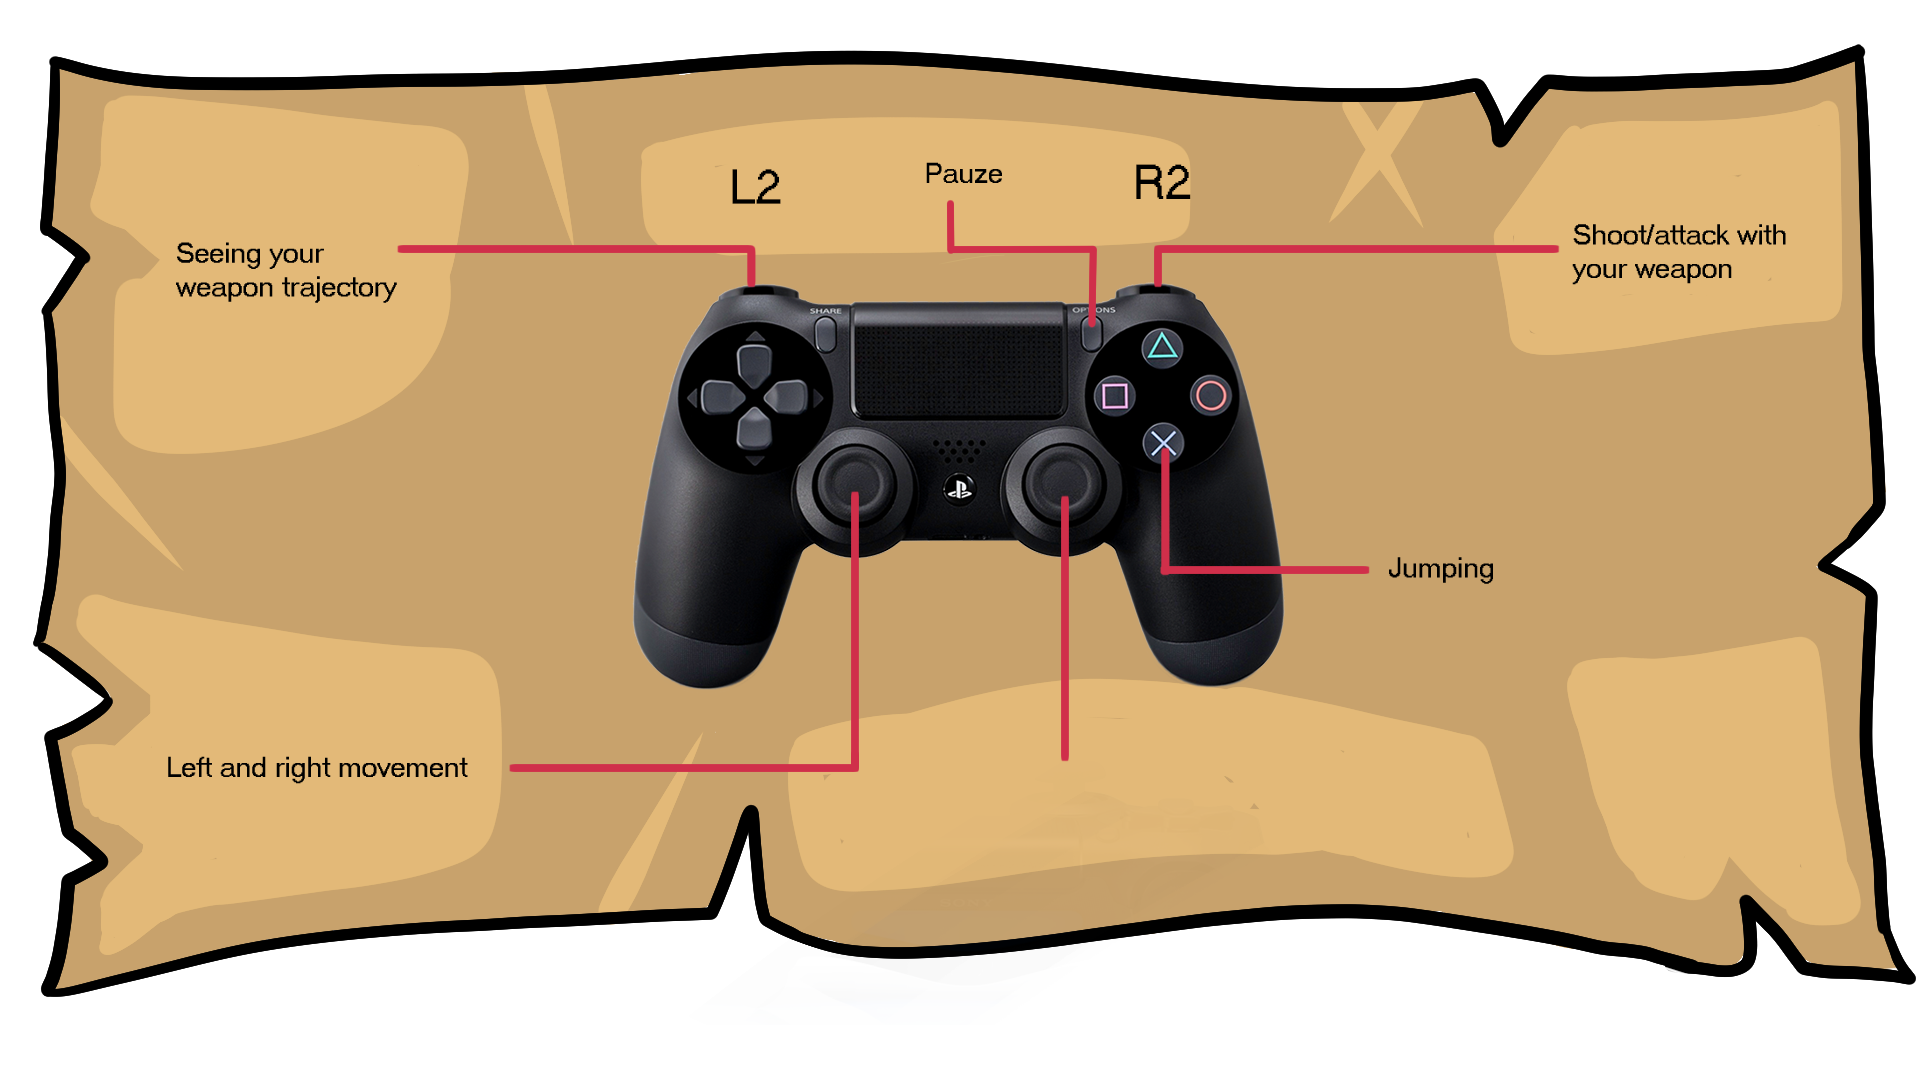 L2
Pauze
R2
Seeing your
weapon trajectory
Shoot/attack with
your weapon
SHARE
OPTIONS
Jumping
Left and right movement